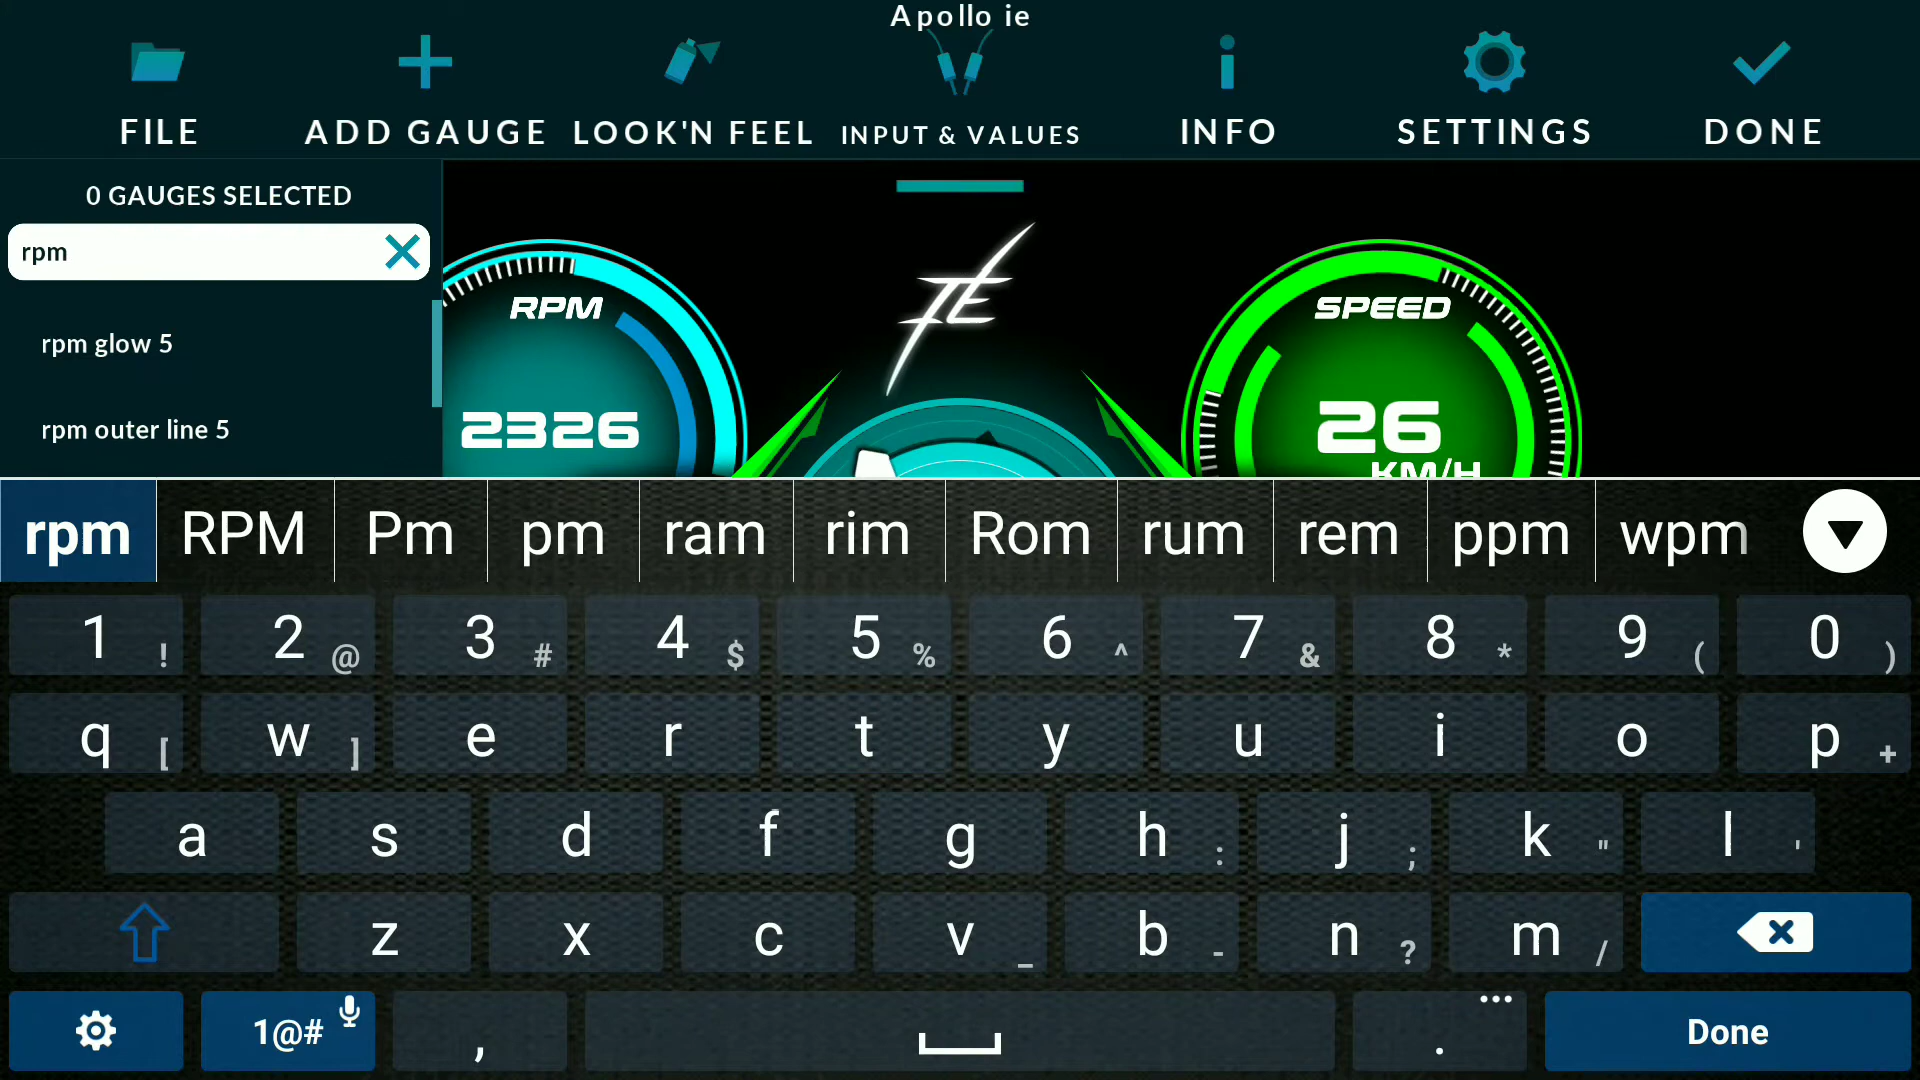 Apollo ie
FILE
ADD GAUGE
LOOK'N FEEL
INPUT & VALUES
INFO
SETTINGS
DONE
0 GAUGES SELECTED
rpm
rpm glow 5
rpm outer line 5
RPM
2326
IE
SPEED
26
KM/H
rpm RPM Pm pm ram rim Rom rum rem ppm wpm
1 ! 2 @ 3 # 4 $ 5 % 6 ^ 7 & 8 * 9 ( 0 )
q [ w ] e r t y u i o p +
a s d f g h : j ; k " l '
z x c v _ b - n ? m /
1@# , . ... Done